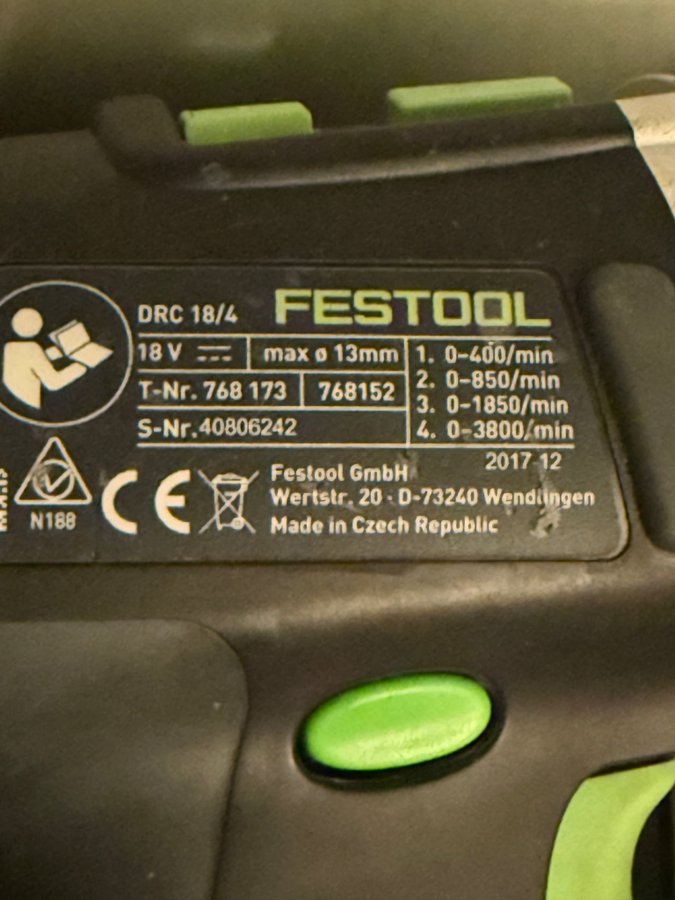 DRC 18/4 FESTOOL
18 V max ø 13mm
T-Nr. 768 173 768152
S-Nr. 40806242
1. 0-400/min
2. 0-850/min
3. 0-1850/min
4. 0-3800/min
2017-12
N188
CE
Festool GmbH
Wertstr. 20 · D-73240 Wendlingen
Made in Czech Republic